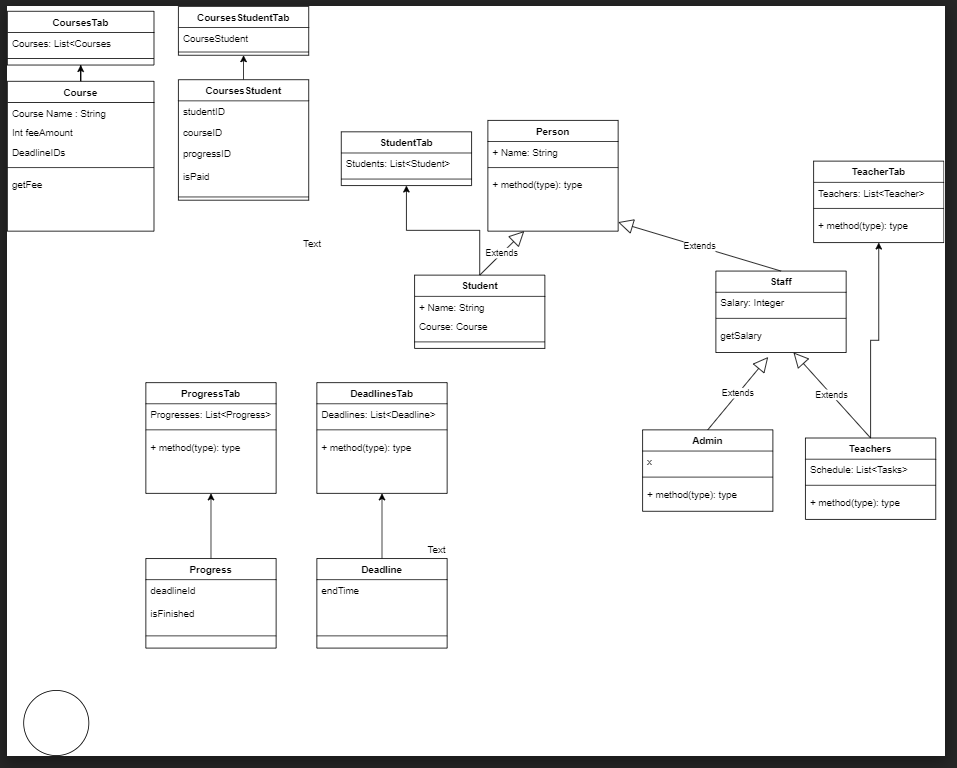 CoursesTab
Courses: List<Courses
Course
Course Name : String
Int feeAmount
DeadlineIDs
getFee
CoursesStudentTab
CourseStudent
CoursesStudent
studentID
courseID
progressID
isPaid
StudentTab
Students: List<Student>
Person
+ Name: String
+ method(type): type
TeacherTab
Teachers: List<Teacher>
+ method(type): type
Text
Extends
Extends
Student
+ Name: String
Course: Course
Staff
Salary: Integer
getSalary
Extends
Extends
ProgressTab
Progresses: List<Progress>
+ method(type): type
DeadlinesTab
Deadlines: List<Deadline>
+ method(type): type
Admin
x
+ method(type): type
Teachers
Schedule: List<Tasks>
+ method(type): type
Text
Progress
deadlineId
isFinished
Deadline
endTime